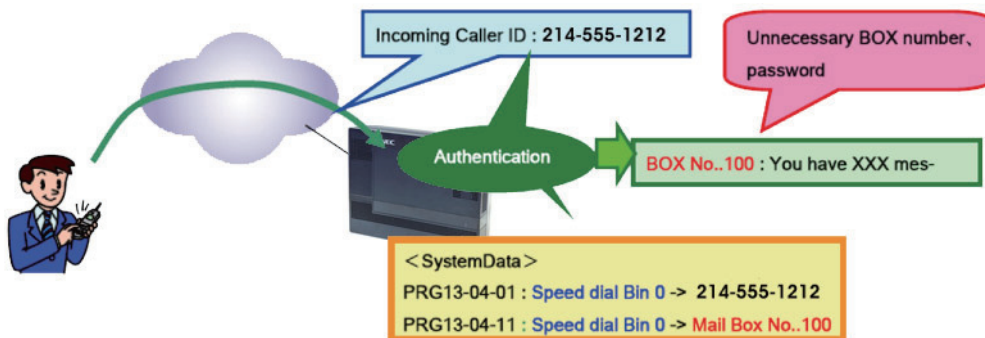 Incoming Caller ID : 214-555-1212
Unnecessary BOX number、
password
Authentication
BOX No..100 : You have XXX mes-
＜SystemData＞
PRG13-04-01 : Speed dial Bin 0 -> 214-555-1212
PRG13-04-11 : Speed dial Bin 0 -> Mail Box No..100